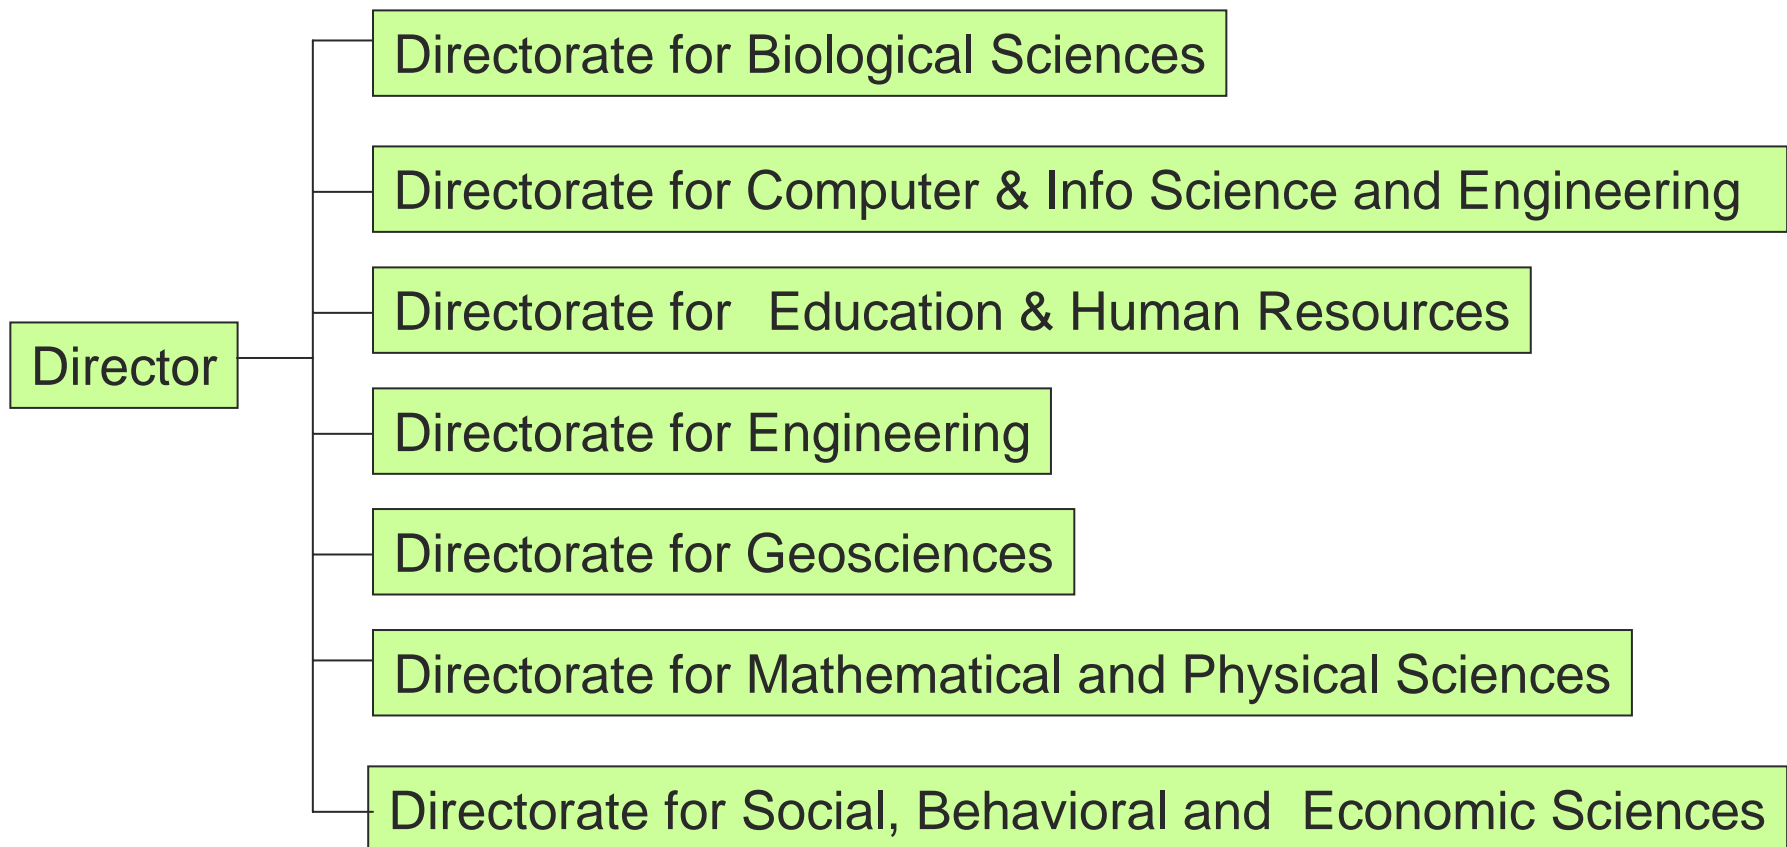 Directorate for Biological Sciences
Directorate for Computer & Info Science and Engineering
Directorate for  Education & Human Resources
Director
Directorate for Engineering
Directorate for Geosciences
Directorate for Mathematical and Physical Sciences
Directorate for Social, Behavioral and  Economic Sciences